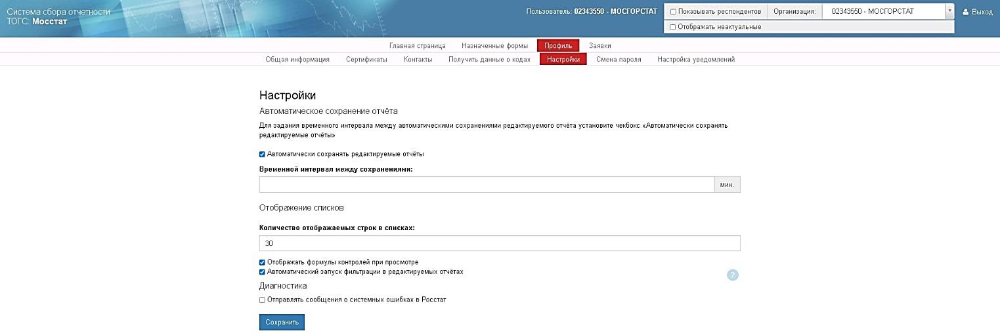 Система сбора отчетности
ТОГС: Мосстат
Пользователь: 02343550 - МОСГОРСТАТ
Показывать респондентов
Организация:
02343550 - МОСГОРСТАТ
Выход
Отображать неактуальные
Главная страница
Назначенные формы
Профиль
Заявки
Общая информация
Сертификаты
Контакты
Получить данные о кодах
Настройки
Смена пароля
Настройка уведомлений
Настройки
Автоматическое сохранение отчёта
Для задания временного интервала между автоматическими сохранениями редактируемого отчёта установите чекбокс «Автоматически сохранять
редактируемые отчёты»
Автоматически сохранять редактируемые отчёты
Временной интервал между сохранениями:
мин.
Отображение списков
Количество отображаемых строк в списках:
30
Отображать формулы контролей при просмотре
Автоматический запуск фильтрации в редактируемых отчётах
?
Диагностика
Отправлять сообщения о системных ошибках в Росстат
Сохранить